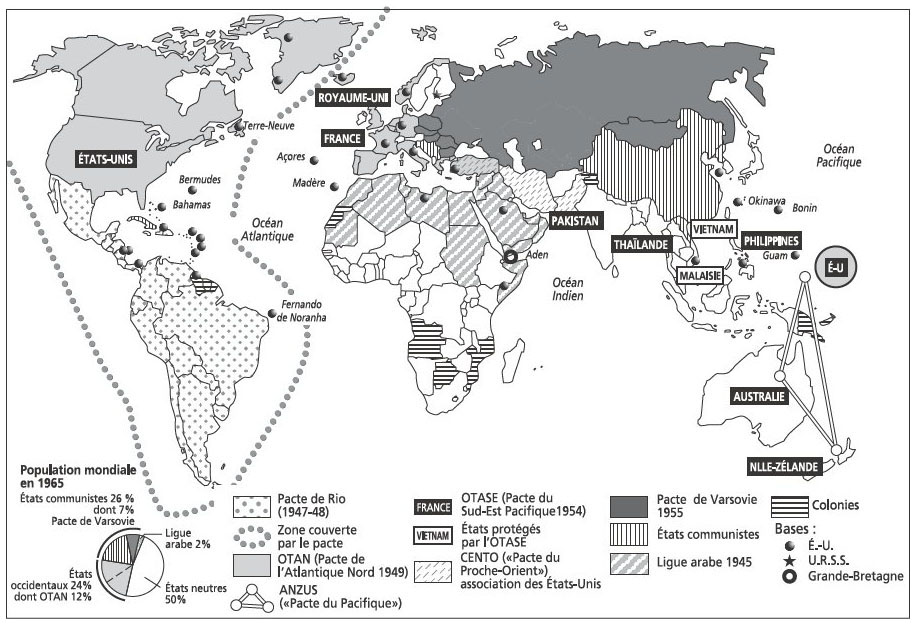 ROYAUME-UNI
Terre-Neuve
FRANCE
ÉTATS-UNIS
Açores
Océan
Pacifique
Bermudes
Madère
Bahamas
Okinawa
Bonin
PAKISTAN
VIETNAM
Océan
Atlantique
THAÏLANDE
PHILIPPINES
Aden
Guam
É-U
MALAISIE
Océan
Indien
Fernando
de Noranha
AUSTRALIE
NLLE-ZÉLANDE
Population mondiale
en 1965
États communistes 26 %
dont 7%
Pacte de Varsovie
Ligue
arabe 2%
États
occidentaux 24%
dont OTAN 12%
États neutres
50%
Pacte de Rio
(1947-48)
Zone couverte
par le pacte
OTAN (Pacte de
l'Atlantique Nord 1949)
ANZUS
(«Pacte du Pacifique»)
FRANCE
OTASE (Pacte du
Sud-Est Pacifique1954)
VIETNAM
États protégés
par l'OTASE
CENTO («Pacte du
Proche-Orient»)
association des États-Unis
Pacte de Varsovie
1955
États communistes
Ligue arabe 1945
Colonies
Bases :
É.-U.
U.R.S.S.
Grande-Bretagne